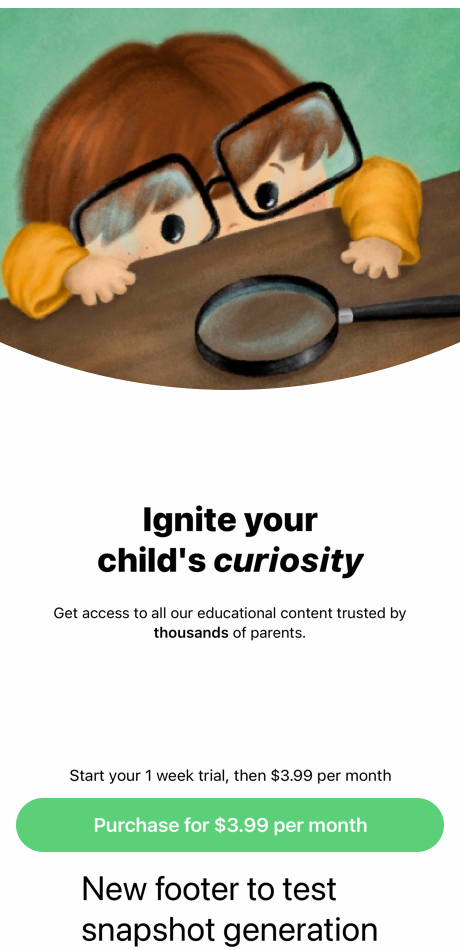 Ignite your
child's curiosity
Get access to all our educational content trusted by
thousands of parents.
Start your 1 week trial, then $3.99 per month
Purchase for $3.99 per month
New footer to test
snapshot generation